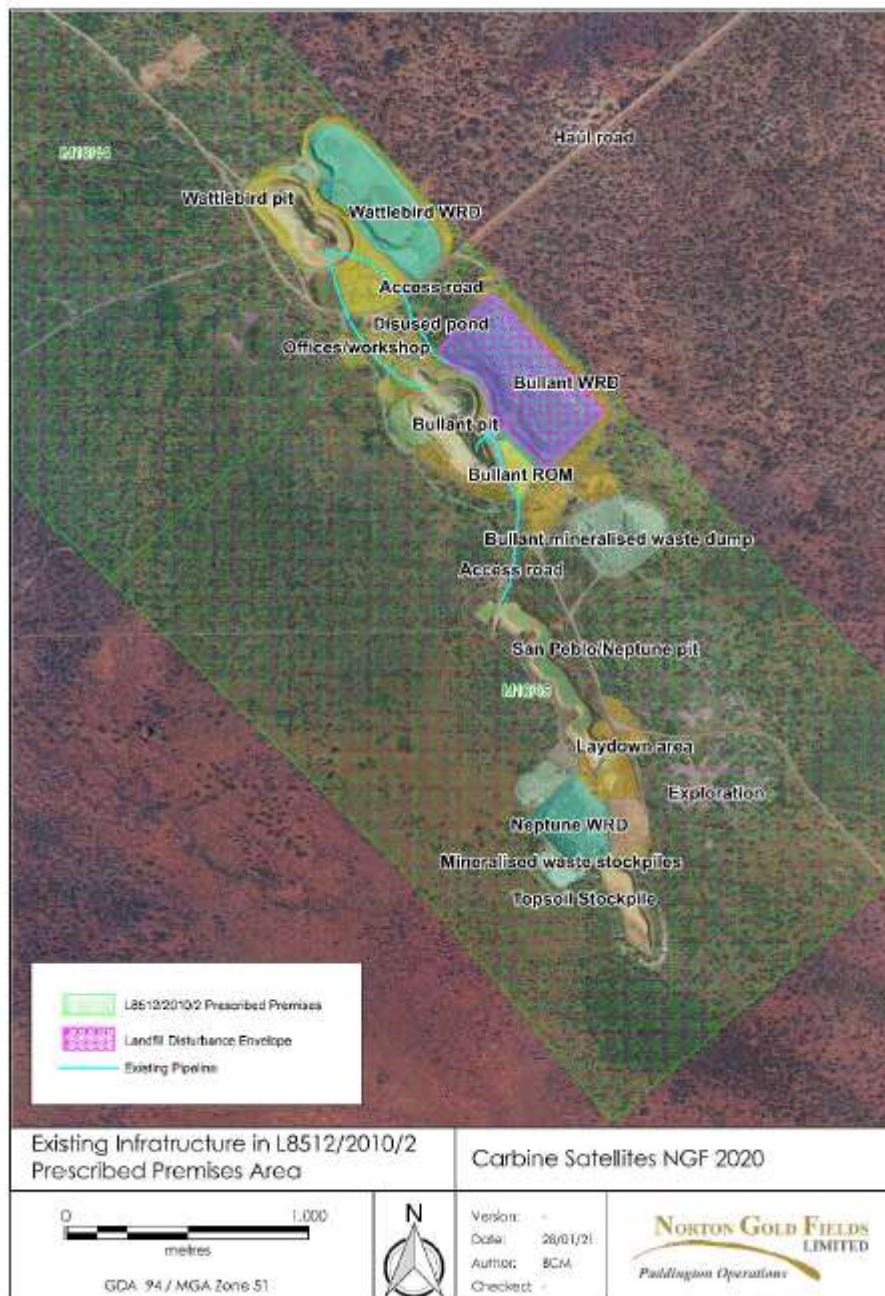 Haul road
Wattlebird pit
Wattlebird WRD
Access road
Disused pond
Offices/workshop
Bullant WRD
Bullant pit
Bullant ROM
Bullant mineralised waste dump
Access road
San Peblo/Neptune pit
Laydown area
Exploration
Neptune WRD
Mineralised waste stockpiles
Topsoil Stockpile
L8512/2010/2 Prescribed Premises
Landfill Disturbance Envelope
Existing Pipeline
Existing Infratructure in L8512/2010/2
Prescribed Premises Area
Carbine Satellites NGF 2020
0 1,000
metres
GDA 94 / MGA Zone 51
N
Version: -
Date: 28/01/21
Author: BCM
Checked: -
NORTON GOLD FIELDS
LIMITED
Paddington Operations